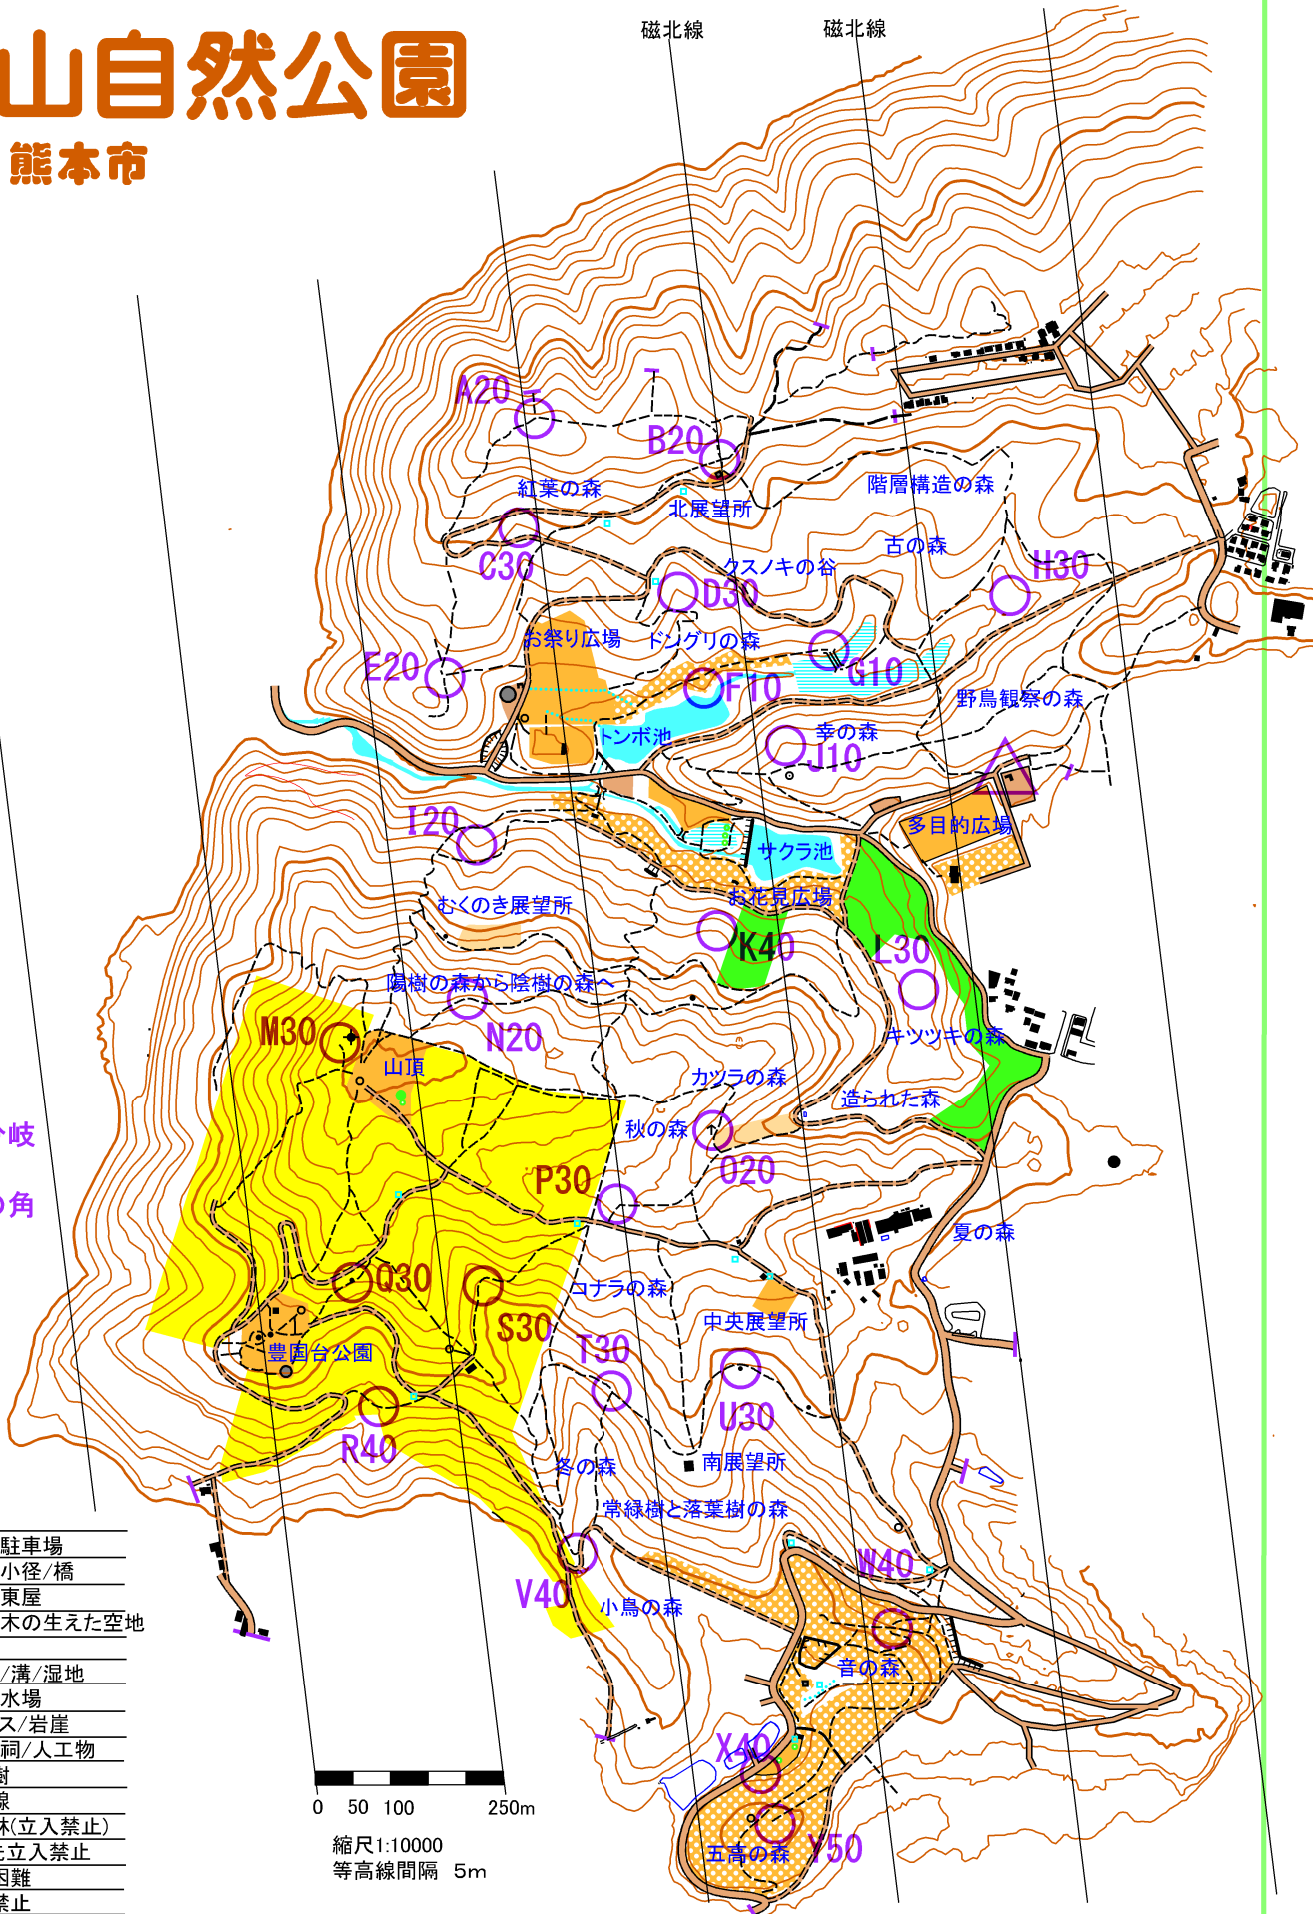 磁北線
磁北線
山自然公園
熊本市
A20
B20
紅葉の森
北展望所
階層構造の森
古の森
C30
クスノキの谷
D30
H30
お祭り広場
ドングリの森
E20
F10
G10
野鳥観察の森
トンボ池
幸の森
J10
I20
多目的広場
サクラ池
お花見広場
むくのき展望所
K40
L30
陽樹の森から陰樹の森へ
M30
N20
キツツキの森
山頂
カツラの森
造られた森
秋の森
分岐
O20
P30
の角
夏の森
Q30
コナラの森
S30
中央展望所
豊国台公園
T30
U30
R40
冬の森
南展望所
常緑樹と落葉樹の森
駐車場
小径/橋
東屋
木の生えた空地
V40
小鳥の森
W40
音の森
/溝/湿地
水場
ス/岩崖
祠/人工物
樹
線
林(立入禁止)
立入禁止
困難
禁止
X40
五高の森
Y50
0 50 100 250m
縮尺1:10000
等高線間隔 5m